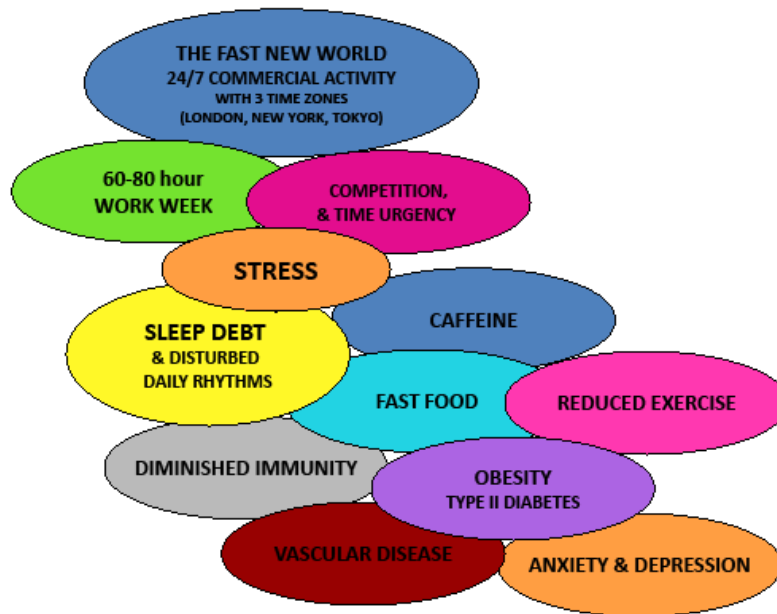 THE FAST NEW WORLD
24/7 COMMERCIAL ACTIVITY
WITH 3 TIME ZONES
(LONDON, NEW YORK, TOKYO)
60-80 hour
WORK WEEK
COMPETITION,
& TIME URGENCY
STRESS
CAFFEINE
SLEEP DEBT
& DISTURBED
DAILY RHYTHMS
FAST FOOD
REDUCED EXERCISE
DIMINISHED IMMUNITY
OBESITY
TYPE II DIABETES
VASCULAR DISEASE
ANXIETY & DEPRESSION